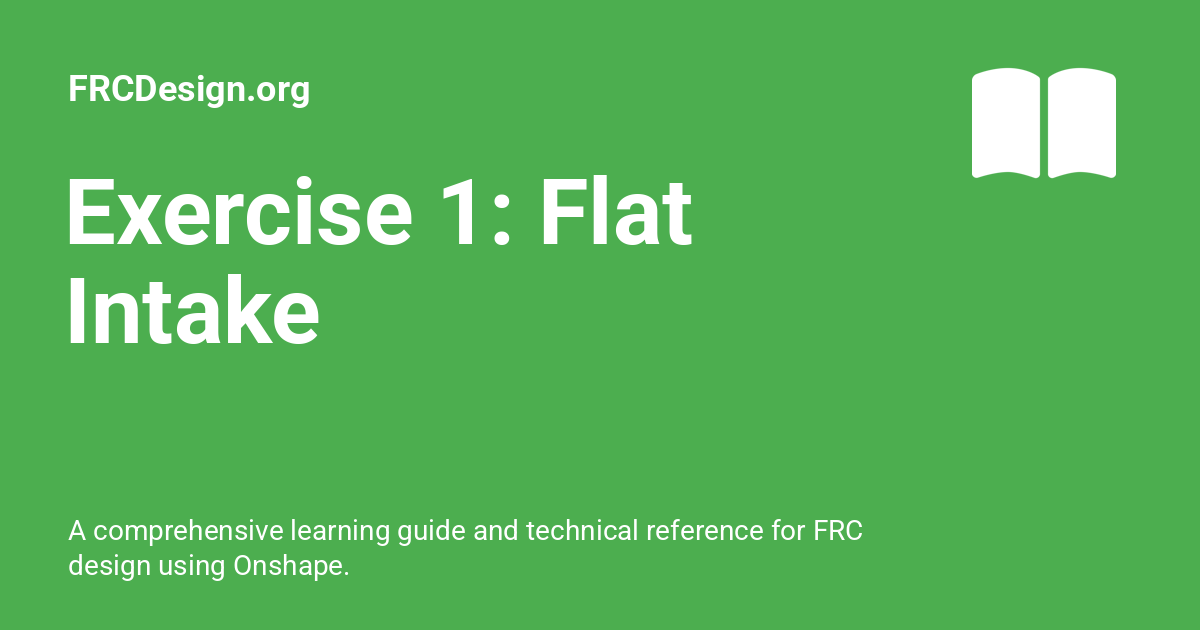 FRCDesign.org
Exercise 1: Flat
Intake
A comprehensive learning guide and technical reference for FRC
design using Onshape.